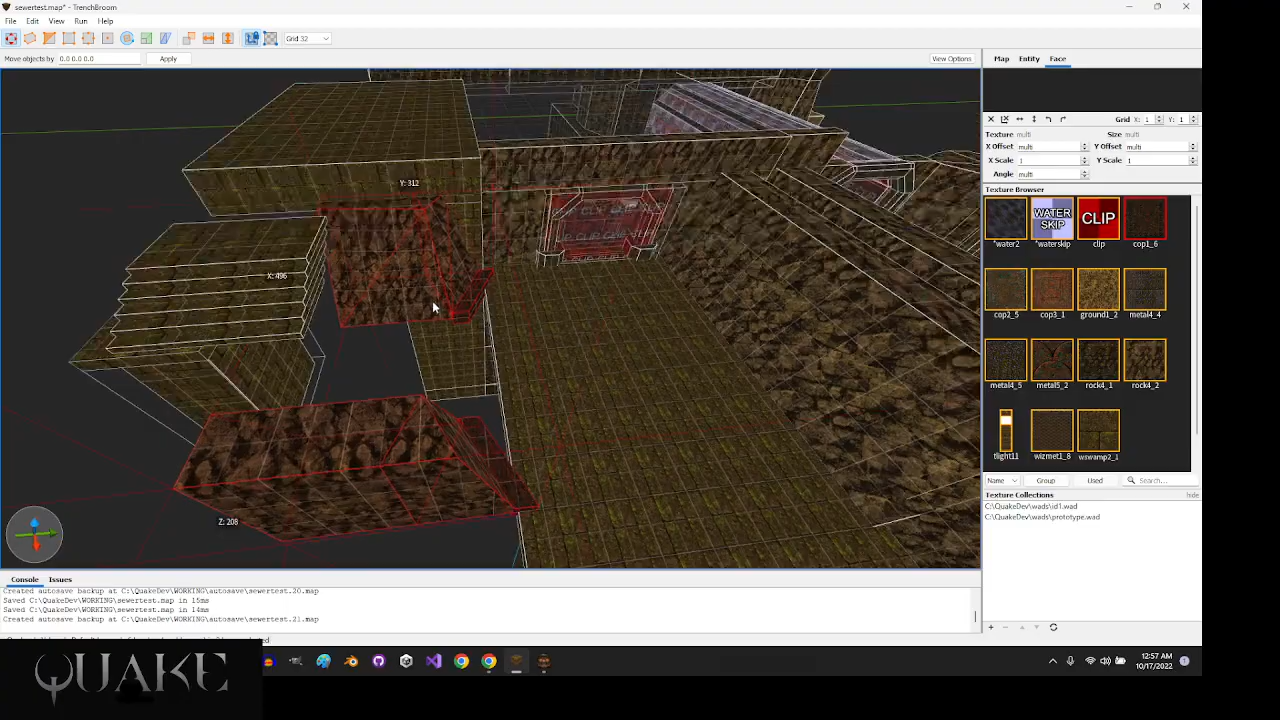 sewertest.map* - TrenchBroom
File Edit View Run Help
Grid 32
Move objects by 0.0 0.0 0.0 Apply View Options
Map Entity Face
Y: 312
X: 496
Z: 208
CLIP
Grid X: 1 Y: 1
Texture multi Size multi
X Offset multi Y Offset multi
X Scale 1 Y Scale 1
Angle multi
Texture Browser
WATER SKIP CLIP
*water2 *waterskip clip cop1_6
cop2_5 cop3_1 ground1_2 metal4_4
metal4_5 metal5_2 rock4_1 rock4_2
tlight11 wizmet1_8 wswamp2_1
Name Group Used Search...
Texture Collections hide
C:\QuakeDev\wads\id1.wad
C:\QuakeDev\wads\prototype.wad
Console Issues
Created autosave backup at C:\QuakeDev\WORKING\autosave\sewertest.20.map
Saved C:\QuakeDev\WORKING\sewertest.map in 15ms
Saved C:\QuakeDev\WORKING\sewertest.map in 14ms
Created autosave backup at C:\QuakeDev\WORKING\autosave\sewertest.21.map
QUAKE
12:57 AM
10/17/2022
1